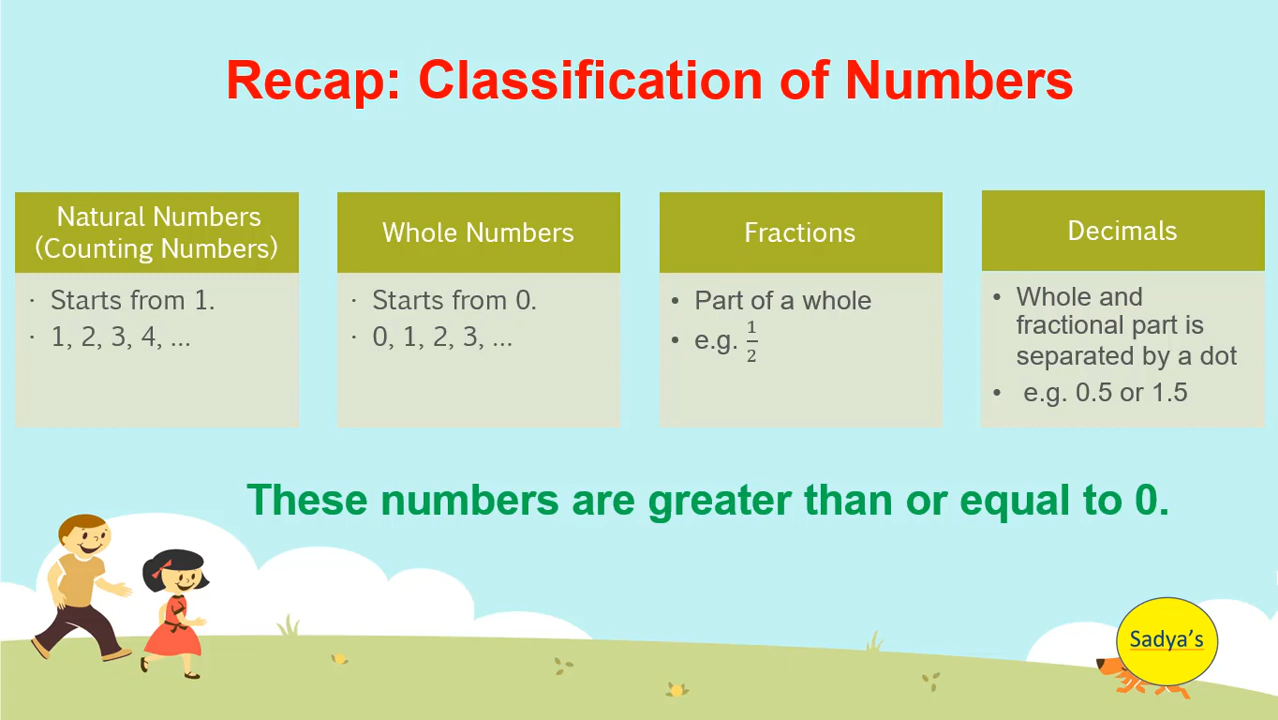 Recap: Classification of Numbers
Natural Numbers
(Counting Numbers)
· Starts from 1.
· 1, 2, 3, 4, ...
Whole Numbers
· Starts from 0.
· 0, 1, 2, 3, ...
Fractions
• Part of a whole
• e.g. 1/2
Decimals
• Whole and
fractional part is
separated by a dot
• e.g. 0.5 or 1.5
These numbers are greater than or equal to 0.
Sadya's